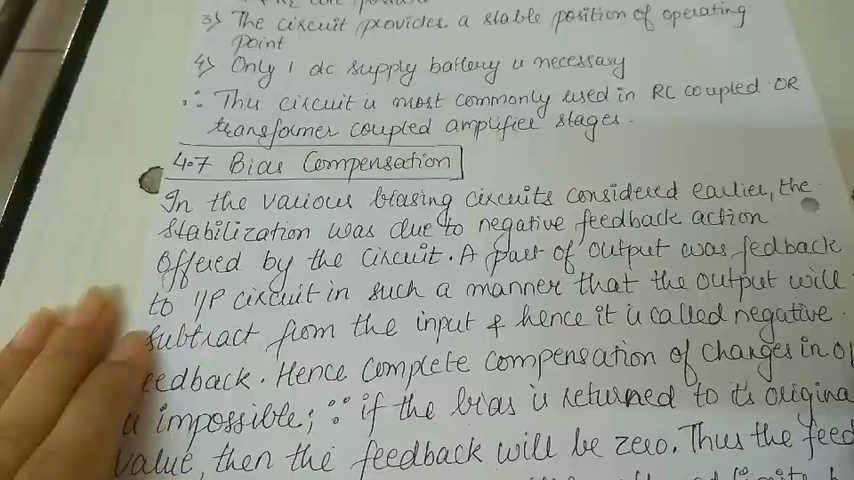 3) The circuit provides a stable position of operating
point
4) Only 1 dc supply battery is necessary
∴ This circuit is most commonly used in RC coupled OR
transformer coupled amplifier stages.
4.7 Bias Compensation
In the various biasing circuits considered earlier, the
stabilization was due to negative feedback action
offered by the circuit. A part of output was fedback
to I/P circuit in such a manner that the output will
subtract from the input & hence it is called negative
eedback. Hence complete compensation of changes in
is impossible; ∵ if the bias is returned to it's origina
value, then the feedback will be zero. Thus the feed